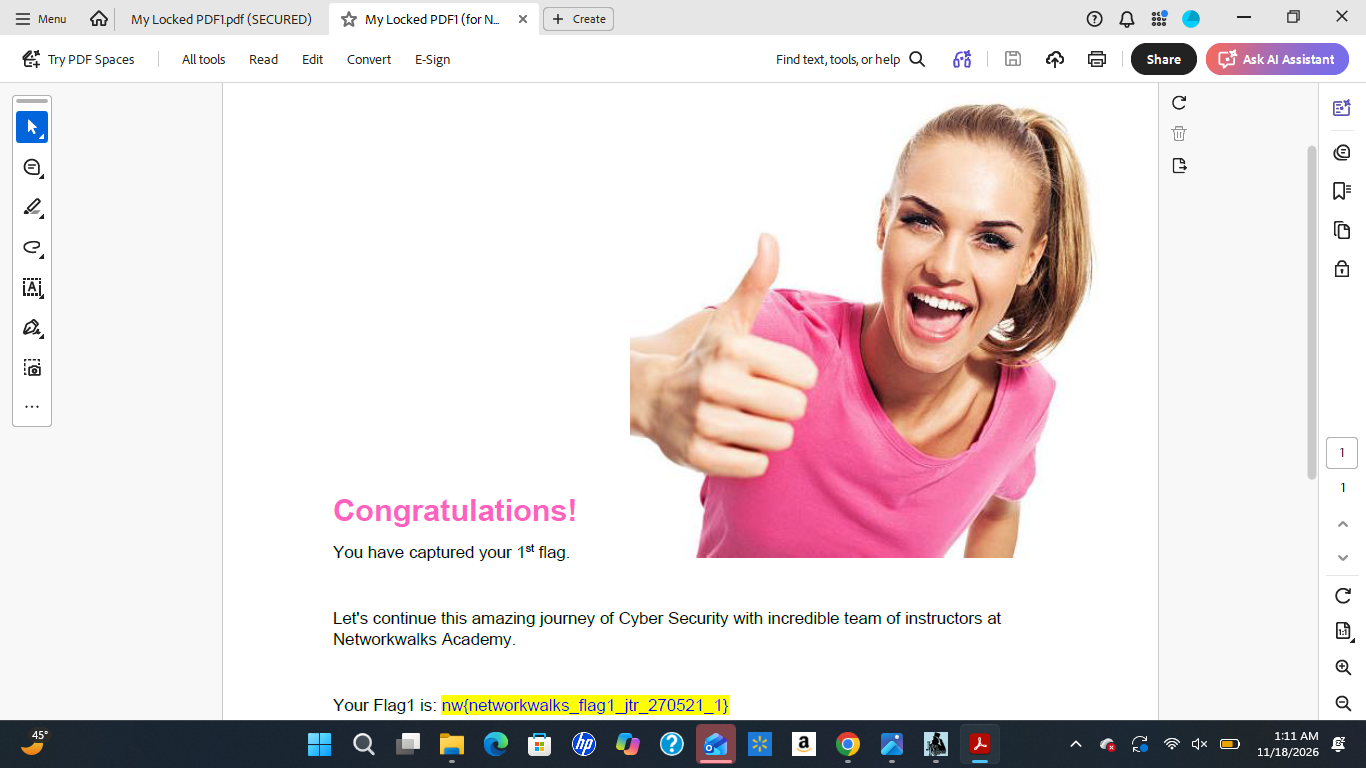 Menu
My Locked PDF1.pdf (SECURED)
My Locked PDF1 (for N...
Create
Try PDF Spaces
All tools
Read
Edit
Convert
E-Sign
Find text, tools, or help
Share
Ask AI Assistant
Congratulations!
You have captured your 1st flag.
Let's continue this amazing journey of Cyber Security with incredible team of instructors at
Networkwalks Academy.
Your Flag1 is: nw{networkwalks_flag1_jtr_270521_1}
1
1
1:1
45°
hp
a
1:11 AM
11/18/2026